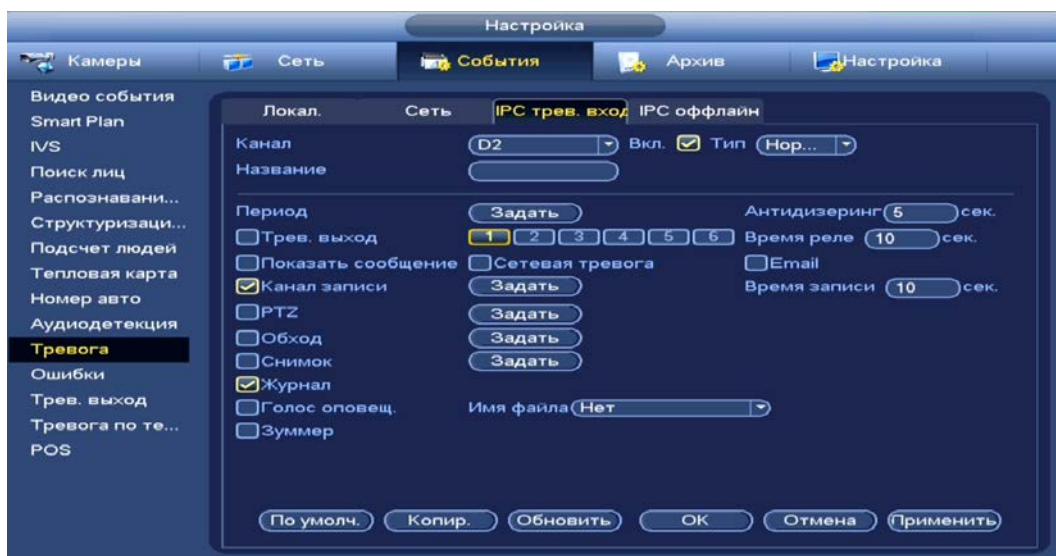 Настройка
Камеры Сеть События Архив Настройка
Видео события
Smart Plan
IVS
Поиск лиц
Распознавани...
Структуризаци...
Подсчет людей
Тепловая карта
Номер авто
Аудиодетекция
Тревога
Ошибки
Трев. выход
Тревога по те...
POS
Локал. Сеть IPC трев. вход IPC оффлайн
Канал D2 Вкл. Тип Нор...
Название
Период Задать Антидизеринг 5 сек.
Трев. выход 1 2 3 4 5 6 Время реле 10 сек.
Показать сообщение Сетевая тревога Email
Канал записи Задать Время записи 10 сек.
PTZ Задать
Обход Задать
Снимок Задать
Журнал
Голос оповещ. Имя файла Нет
Зуммер
По умолч. Копир. Обновить OK Отмена Применить